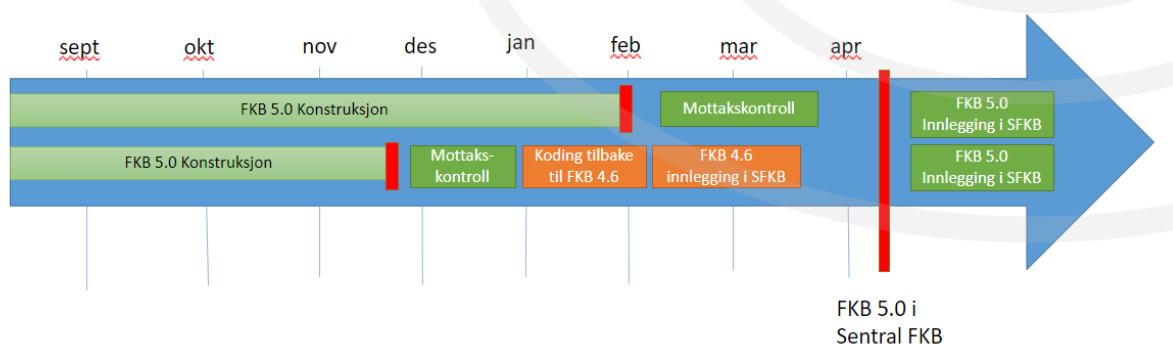 sept okt nov des jan feb mar apr
FKB 5.0 Konstruksjon
Mottakskontroll
FKB 5.0
Innlegging i SFKB
FKB 5.0 Konstruksjon
Mottaks-
kontroll
Koding tilbake
til FKB 4.6
FKB 4.6
innlegging i SFKB
FKB 5.0
Innlegging i SFKB
FKB 5.0 i
Sentral FKB